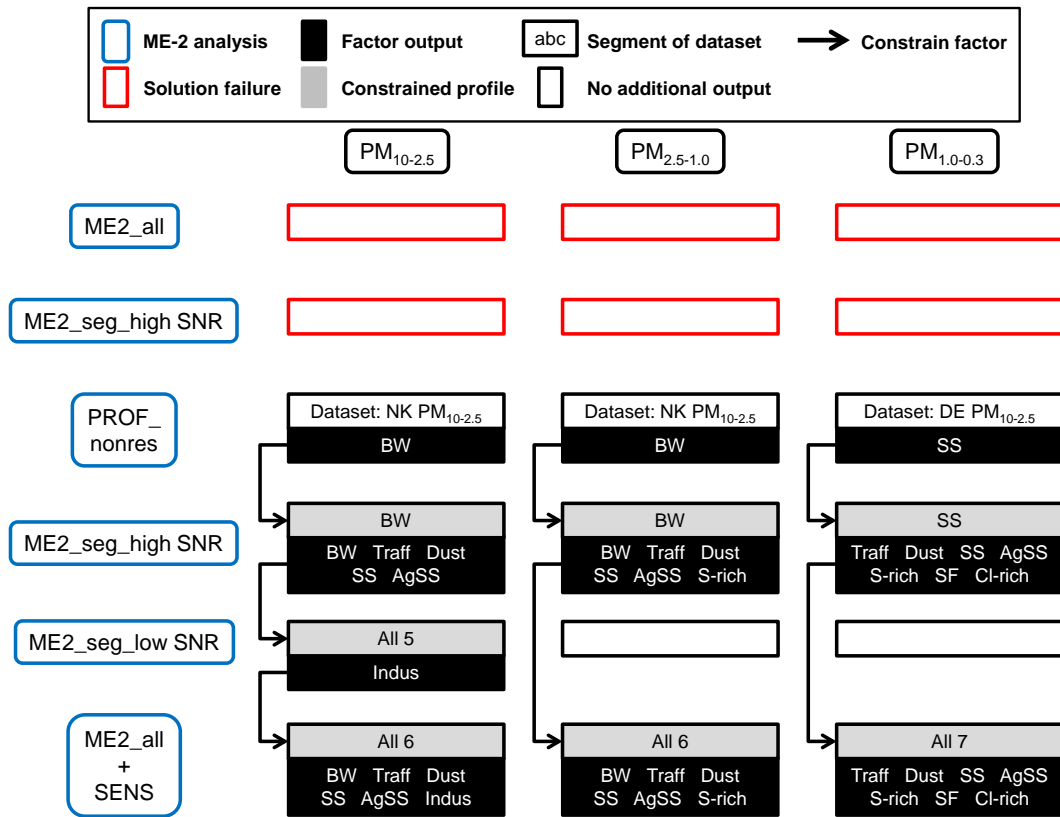 ME-2 analysis Factor output abc Segment of dataset Constrain factor
Solution failure Constrained profile No additional output
PM10-2.5 PM2.5-1.0 PM1.0-0.3
ME2_all
ME2_seg_high SNR
PROF_
nonres
Dataset: NK PM10-2.5 Dataset: NK PM10-2.5 Dataset: DE PM10-2.5
BW BW SS
ME2_seg_high SNR
BW BW SS
BW Traff Dust BW Traff Dust Traff Dust SS AgSS
SS AgSS SS AgSS S-rich S-rich SF Cl-rich
ME2_seg_low SNR
All 5
Indus
ME2_all
+
SENS
All 6 All 6 All 7
BW Traff Dust BW Traff Dust Traff Dust SS AgSS
SS AgSS Indus SS AgSS S-rich S-rich SF Cl-rich